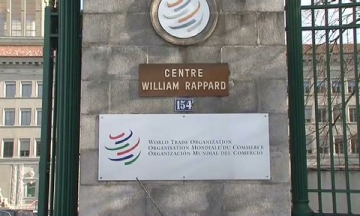 CENTRE
WILLIAM RAPPARD
154
WORLD TRADE ORGANIZATION
ORGANISATION MONDIALE DU COMMERCE
ORGANIZACIÓN MUNDIAL DEL COMERCIO